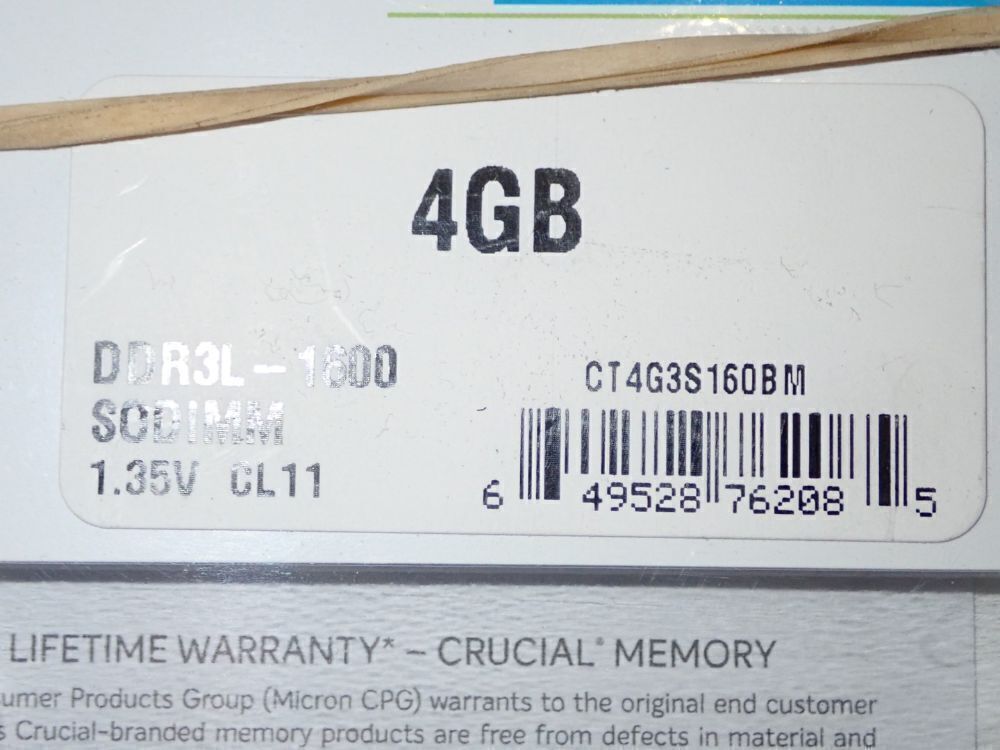 4GB
DDR3L-1600
SODIMM
1.35V CL11
CT4G3S160BM
6 49528 76208 5
LIFETIME WARRANTY* – CRUCIAL® MEMORY
umer Products Group (Micron CPG) warrants to the original end customer
s Crucial-branded memory products are free from defects in material and